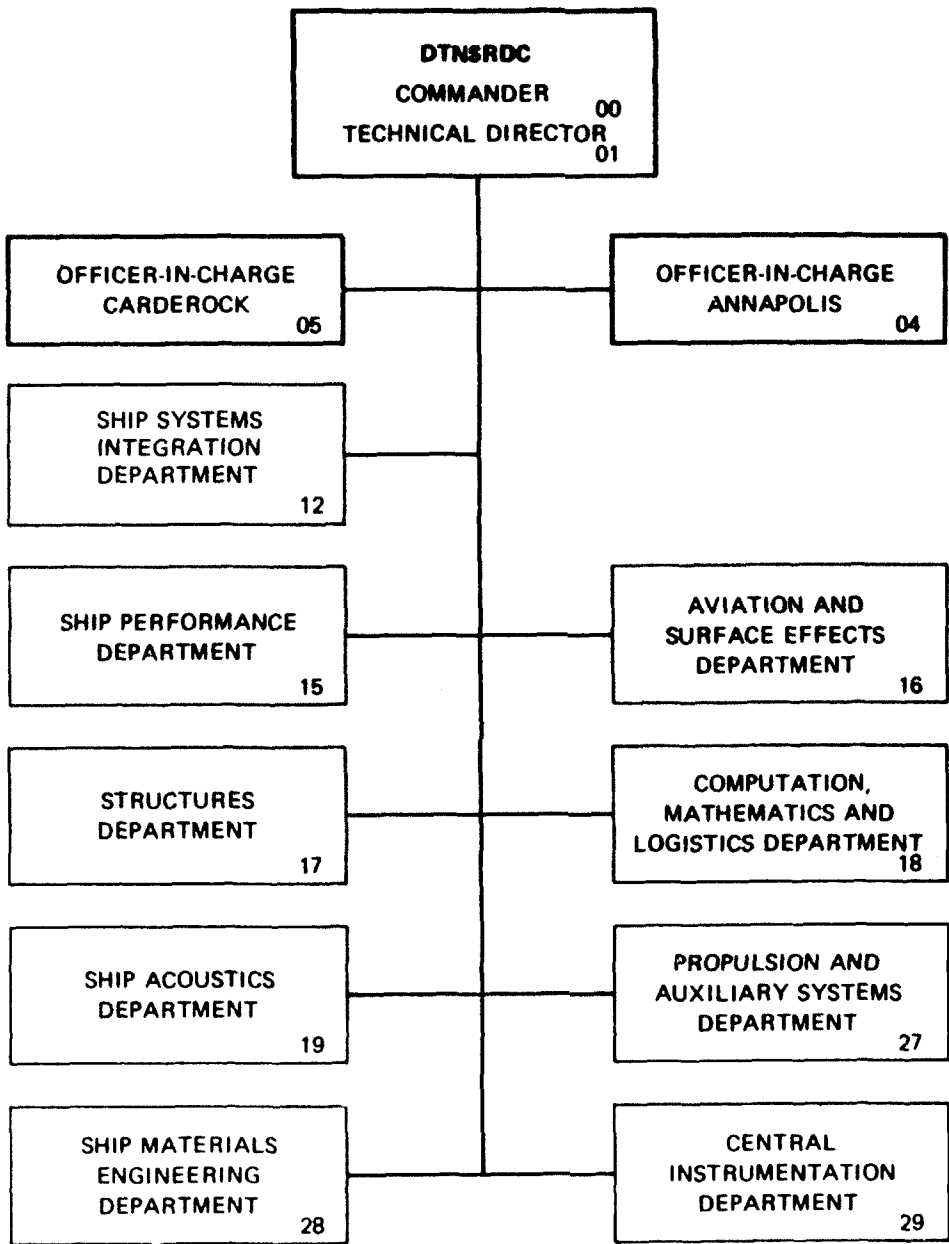 DTNSRDC
COMMANDER
00
TECHNICAL DIRECTOR
01
OFFICER-IN-CHARGE
CARDEROCK
05
OFFICER-IN-CHARGE
ANNAPOLIS
04
SHIP SYSTEMS
INTEGRATION
DEPARTMENT
12
SHIP PERFORMANCE
DEPARTMENT
15
AVIATION AND
SURFACE EFFECTS
DEPARTMENT
16
STRUCTURES
DEPARTMENT
17
COMPUTATION,
MATHEMATICS AND
LOGISTICS DEPARTMENT
18
SHIP ACOUSTICS
DEPARTMENT
19
PROPULSION AND
AUXILIARY SYSTEMS
DEPARTMENT
27
SHIP MATERIALS
ENGINEERING
DEPARTMENT
28
CENTRAL
INSTRUMENTATION
DEPARTMENT
29